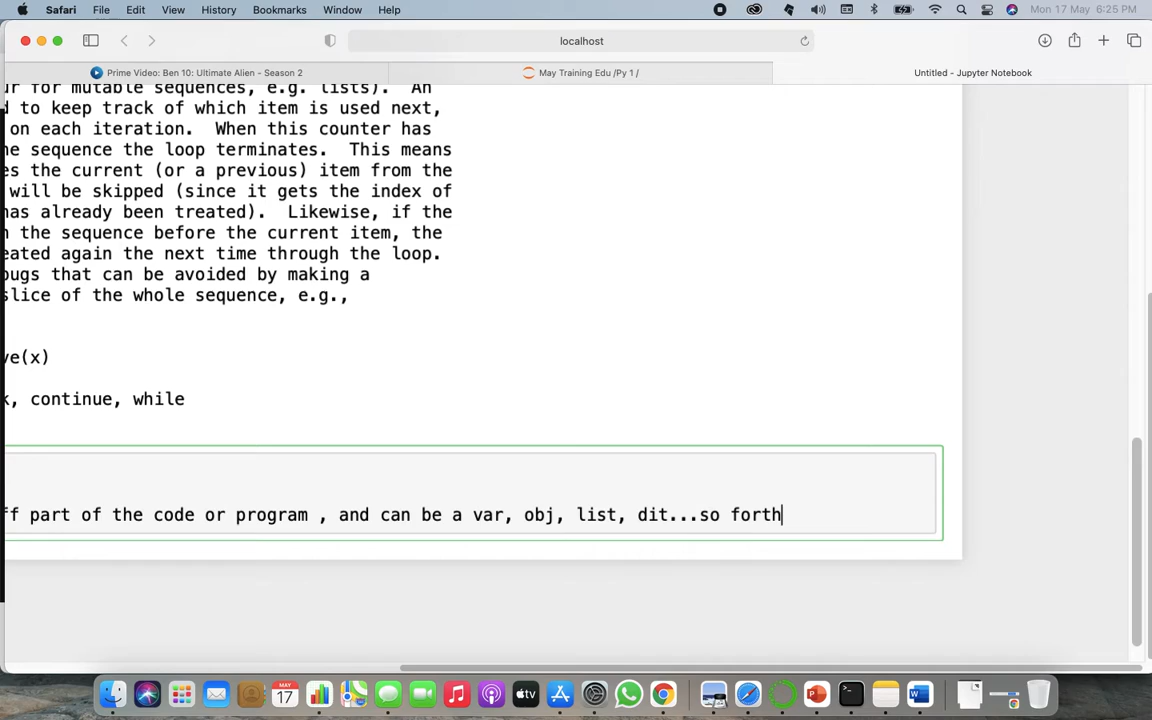 Safari File Edit View History Bookmarks Window Help Mon 17 May 6:25 PM
localhost
Prime Video: Ben 10: Ultimate Alien - Season 2 May Training Edu /Py 1 / Untitled - Jupyter Notebook
ur for mutable sequences, e.g. lists). An
d to keep track of which item is used next,
on each iteration. When this counter has
he sequence the loop terminates. This means
es the current (or a previous) item from the
will be skipped (since it gets the index of
has already been treated). Likewise, if the
n the sequence before the current item, the
eated again the next time through the loop.
bugs that can be avoided by making a
slice of the whole sequence, e.g.,
ve(x)
k, continue, while
ff part of the code or program , and can be a var, obj, list, dit...so forth
MAY
17
tv